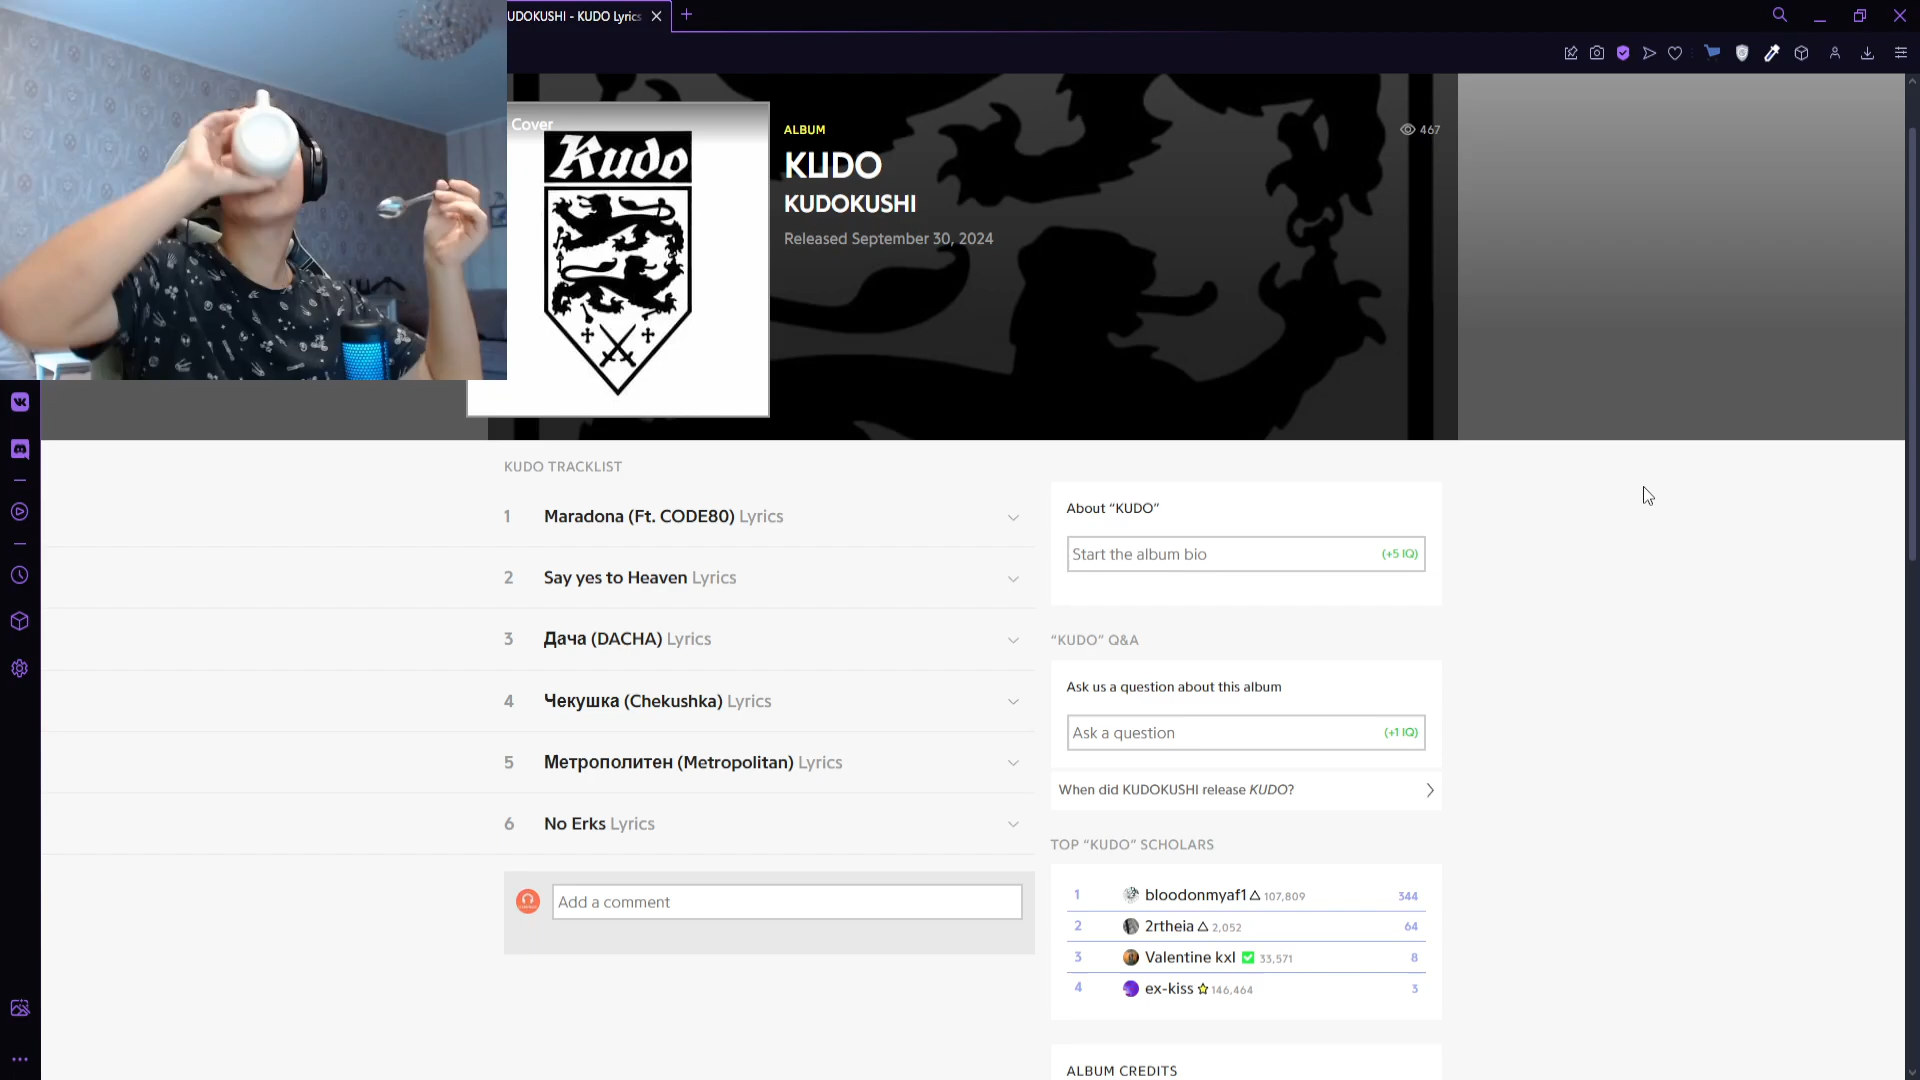 UDOKUSHI - KUDO Lyrics
Cover
Kudo
ALBUM
467
KUDO
KUDOKUSHI
Released September 30, 2024
KUDO TRACKLIST
1 Maradona (Ft. CODE80) Lyrics
2 Say yes to Heaven Lyrics
3 Дача (DACHA) Lyrics
4 Чекушка (Chekushka) Lyrics
5 Метрополитен (Metropolitan) Lyrics
6 No Erks Lyrics
Add a comment
About “KUDO”
Start the album bio (+5 IQ)
“KUDO” Q&A
Ask us a question about this album
Ask a question (+1 IQ)
When did KUDOKUSHI release KUDO?
TOP “KUDO” SCHOLARS
1 bloodonmyaf1 107,809 344
2 2rtheia 2,052 64
3 Valentine kxl 33,571 8
4 ex-kiss 146,464 3
ALBUM CREDITS